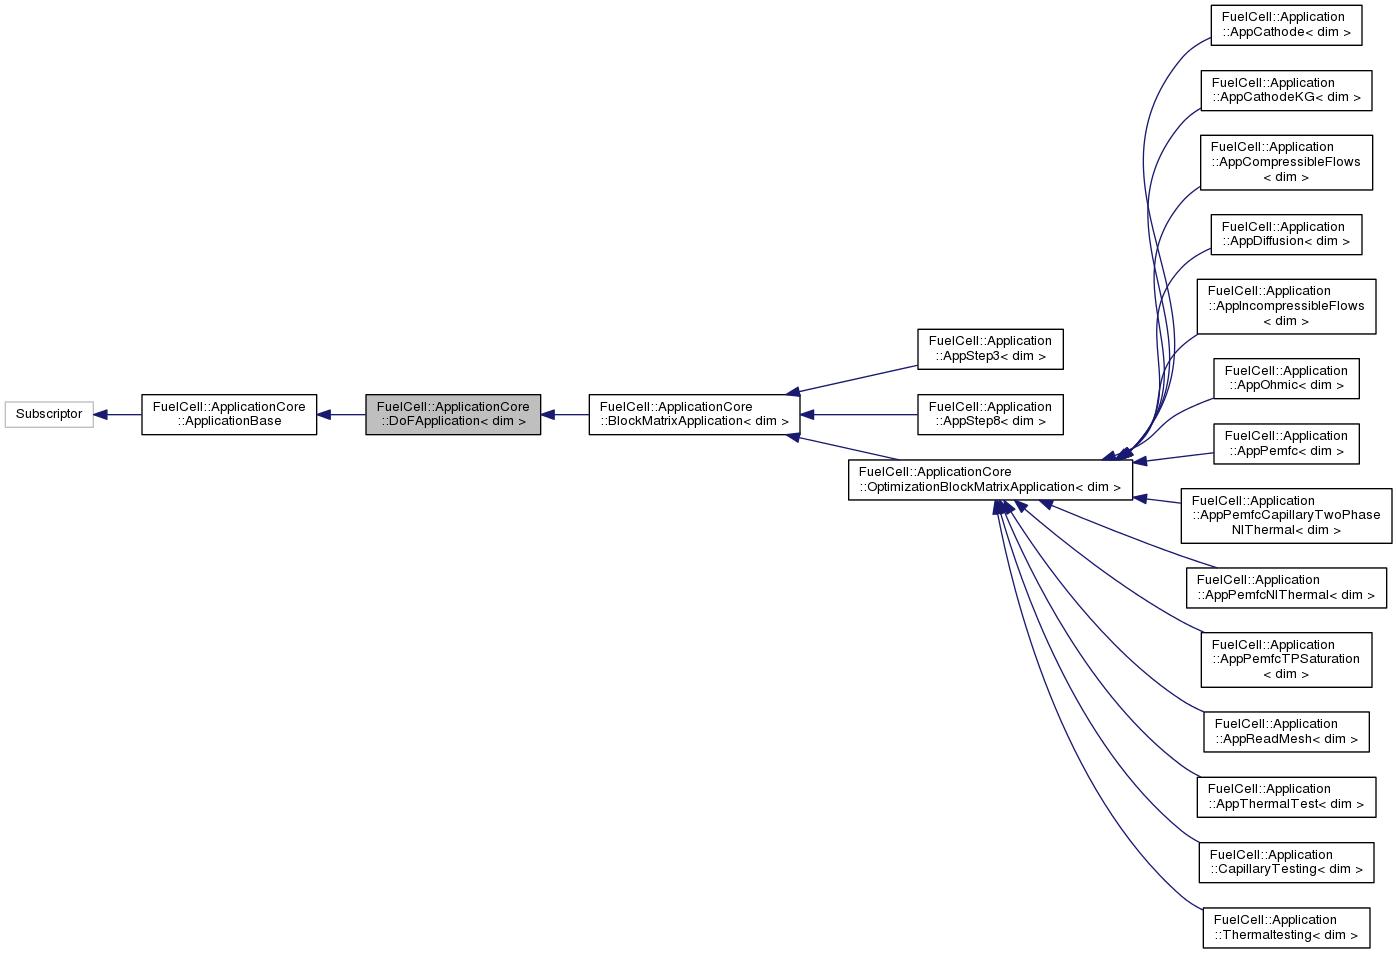 Subscriptor
FuelCell::ApplicationCore
::ApplicationBase
FuelCell::ApplicationCore
::DoFApplication< dim >
FuelCell::ApplicationCore
::BlockMatrixApplication< dim >
FuelCell::Application
::AppStep3< dim >
FuelCell::Application
::AppStep8< dim >
FuelCell::ApplicationCore
::OptimizationBlockMatrixApplication< dim >
FuelCell::Application
::AppCathode< dim >
FuelCell::Application
::AppCathodeKG< dim >
FuelCell::Application
::AppCompressibleFlows
< dim >
FuelCell::Application
::AppDiffusion< dim >
FuelCell::Application
::AppIncompressibleFlows
< dim >
FuelCell::Application
::AppOhmic< dim >
FuelCell::Application
::AppPemfc< dim >
FuelCell::Application
::AppPemfcCapillaryTwoPhase
NIThermal< dim >
FuelCell::Application
::AppPemfcNIThermal< dim >
FuelCell::Application
::AppPemfcTPSaturation
< dim >
FuelCell::Application
::AppReadMesh< dim >
FuelCell::Application
::AppThermalTest< dim >
FuelCell::Application
::CapillaryTesting< dim >
FuelCell::Application
::Thermaltesting< dim >